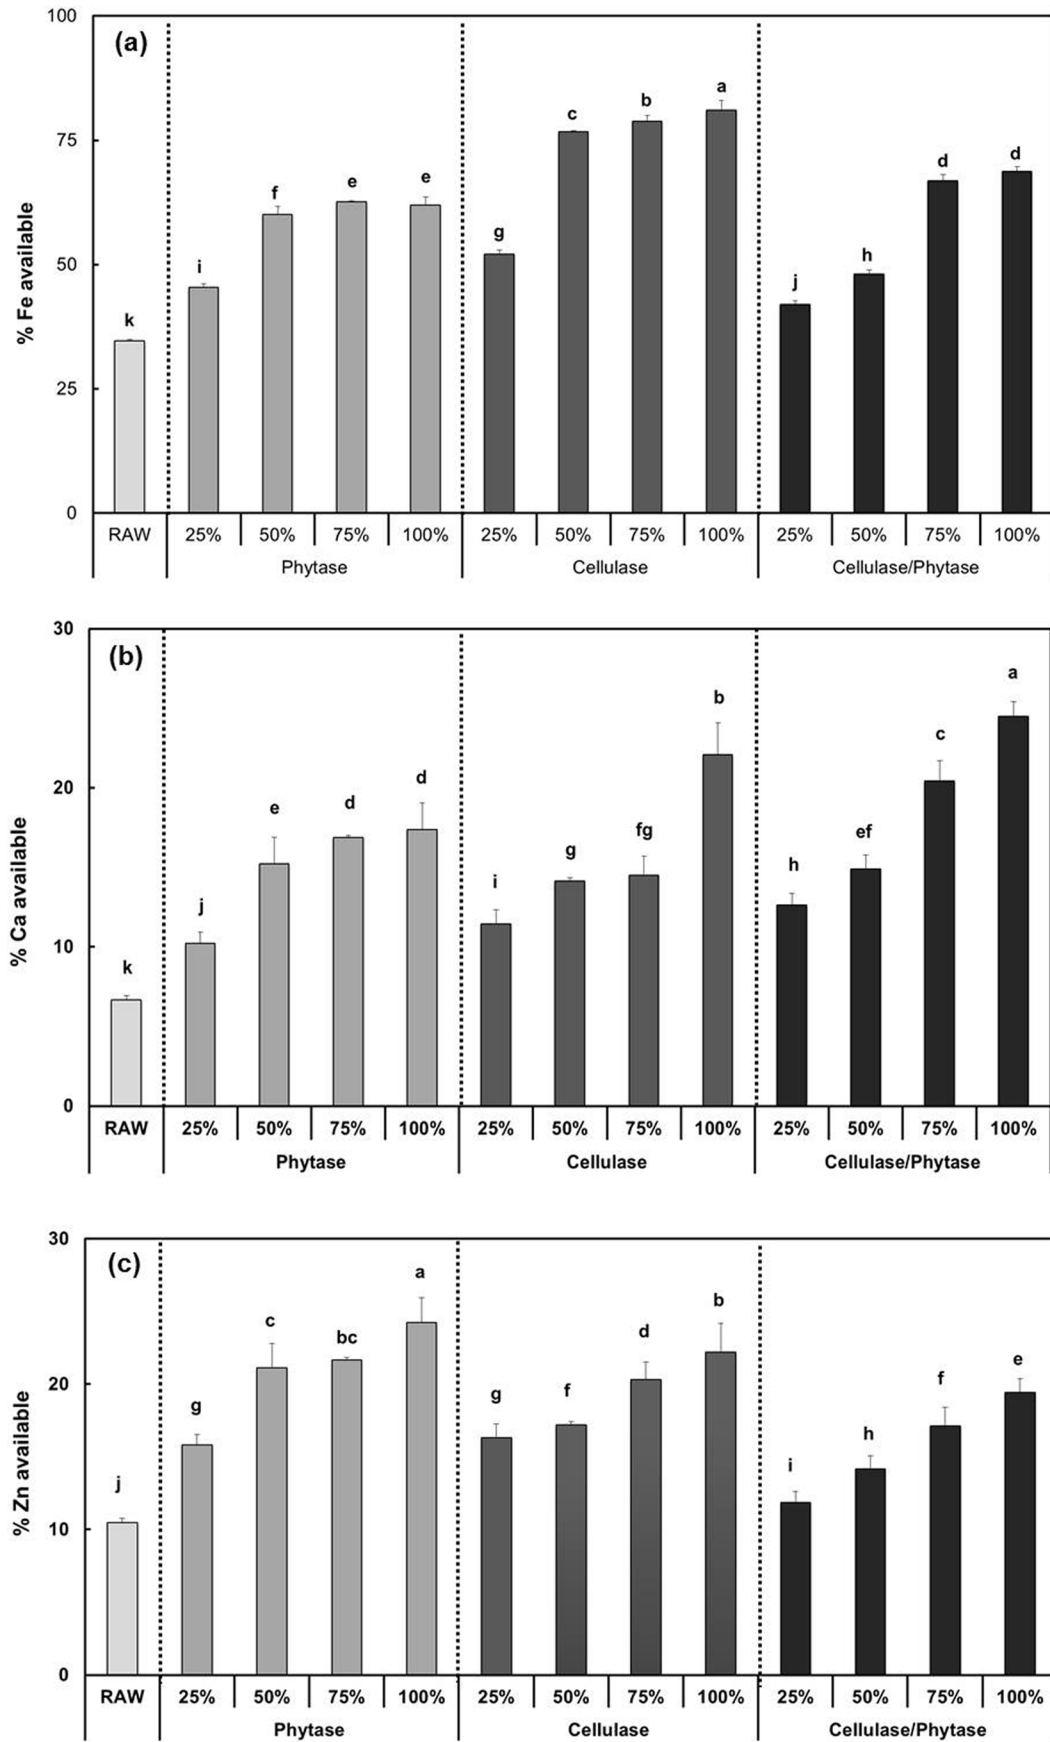 (a)
% Fe available
100
75
50
25
0
k
i
f
e
e
g
c
b
a
j
h
d
d
RAW 25% 50% 75% 100% 25% 50% 75% 100% 25% 50% 75% 100%
Phytase Cellulase Cellulase/Phytase
(b)
% Ca available
30
20
10
0
k
j
e
d
d
i
g
fg
b
h
ef
c
a
RAW 25% 50% 75% 100% 25% 50% 75% 100% 25% 50% 75% 100%
Phytase Cellulase Cellulase/Phytase
(c)
% Zn available
30
20
10
0
j
g
c
bc
a
g
f
d
b
i
h
f
e
RAW 25% 50% 75% 100% 25% 50% 75% 100% 25% 50% 75% 100%
Phytase Cellulase Cellulase/Phytase